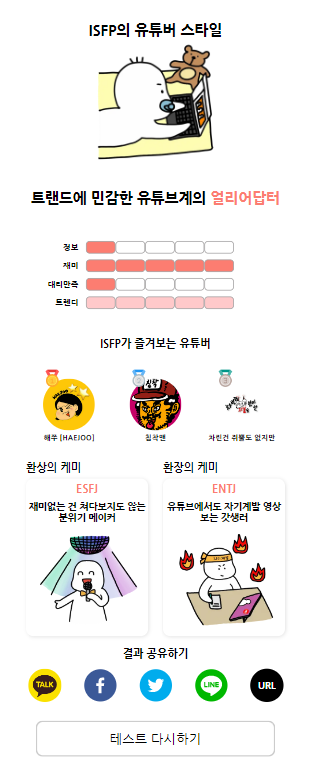 ISFP의 유튜버 스타일
트랜드에 민감한 유튜브계의 얼리어답터
정보
재미
대리만족
트렌디
ISFP가 즐겨보는 유튜버
해쭈 [HAEJOO]
침착맨
차린건 쥐뿔도 없지만
환상의 케미
환장의 케미
ESFJ
ENTJ
재미없는 건 쳐다보지도 않는
분위기 메이커
유튜브에서도 자기계발 영상
보는 갓생러
결과 공유하기
TALK
LINE
URL
테스트 다시하기